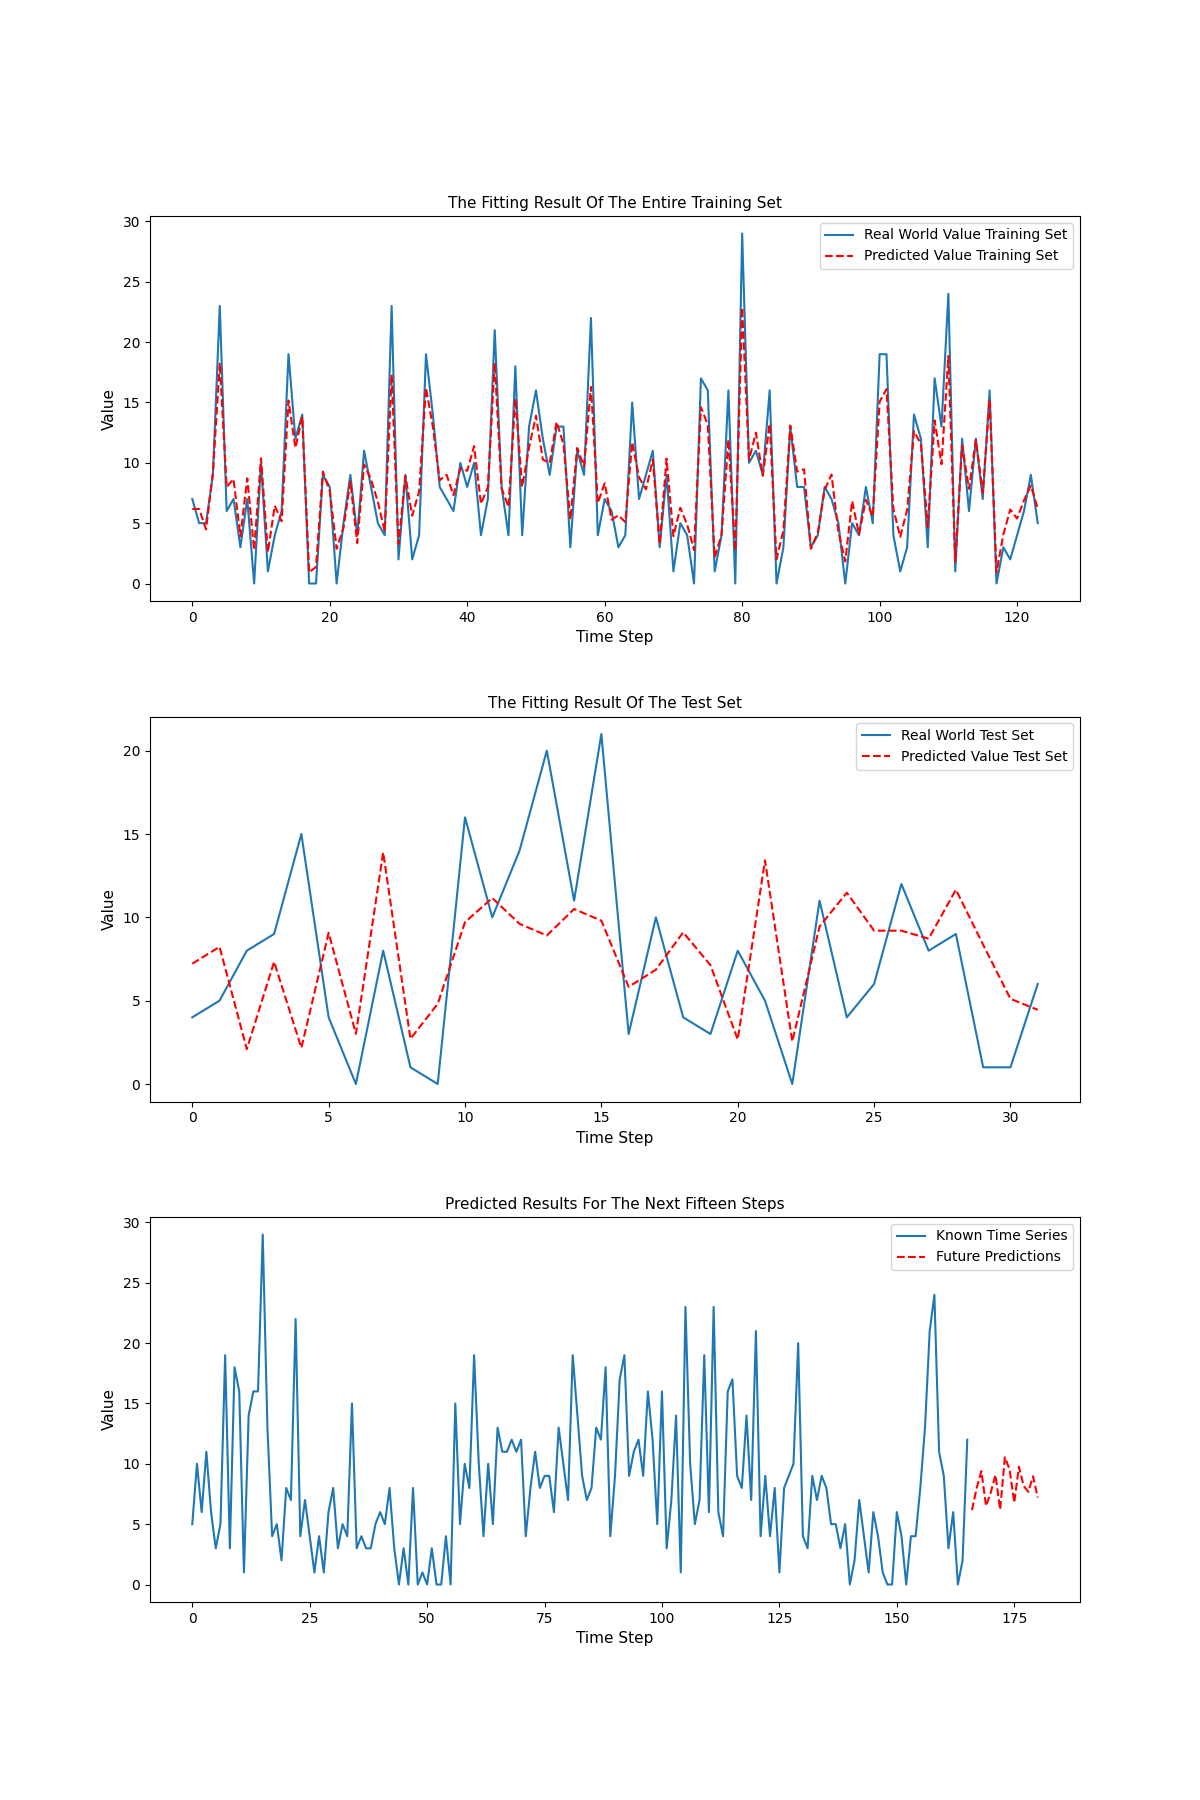 The Fitting Result Of The Entire Training Set
30
25
20
15
10
5
0
Value
Real World Value Training Set
Predicted Value Training Set
0 20 40 60 80 100 120
Time Step
The Fitting Result Of The Test Set
20
15
10
5
0
Value
Real World Test Set
Predicted Value Test Set
0 5 10 15 20 25 30
Time Step
Predicted Results For The Next Fifteen Steps
30
25
20
15
10
5
0
Value
Known Time Series
Future Predictions
0 25 50 75 100 125 150 175
Time Step